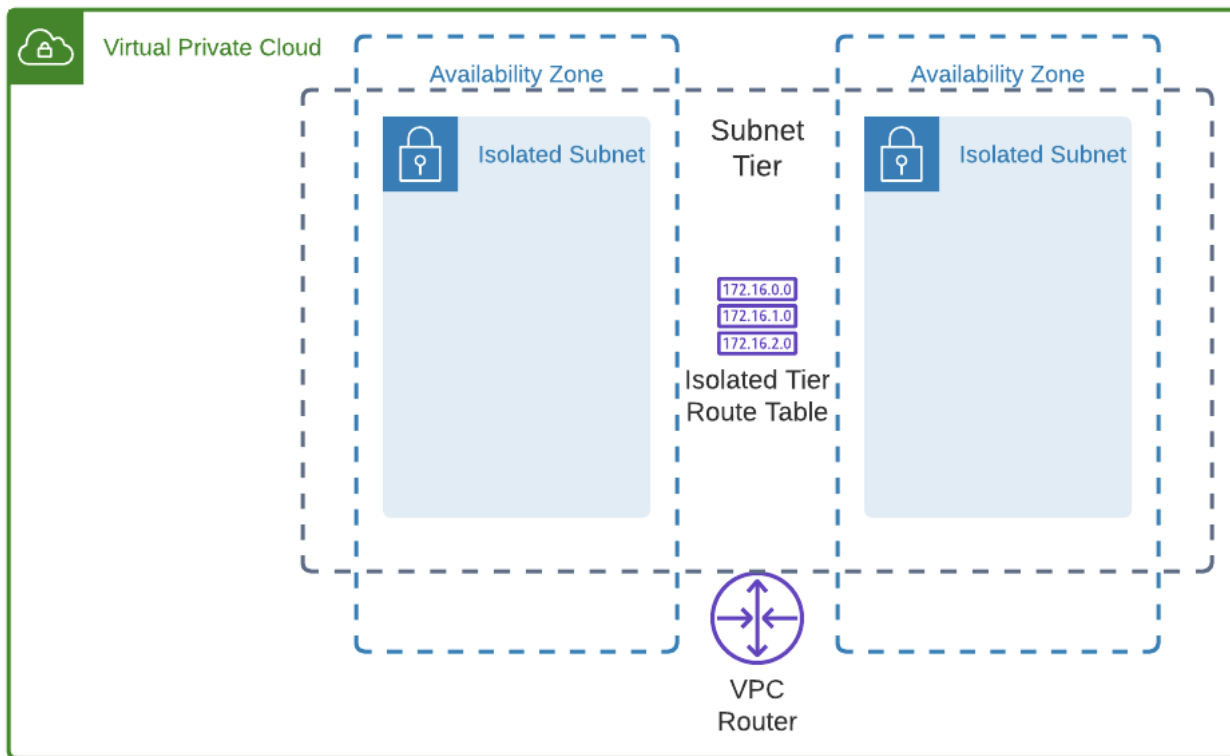 Virtual Private Cloud
Availability Zone
Availability Zone
Isolated Subnet
Subnet
Tier
Isolated Subnet
172.16.0.0
172.16.1.0
172.16.2.0
Isolated Tier
Route Table
VPC
Router